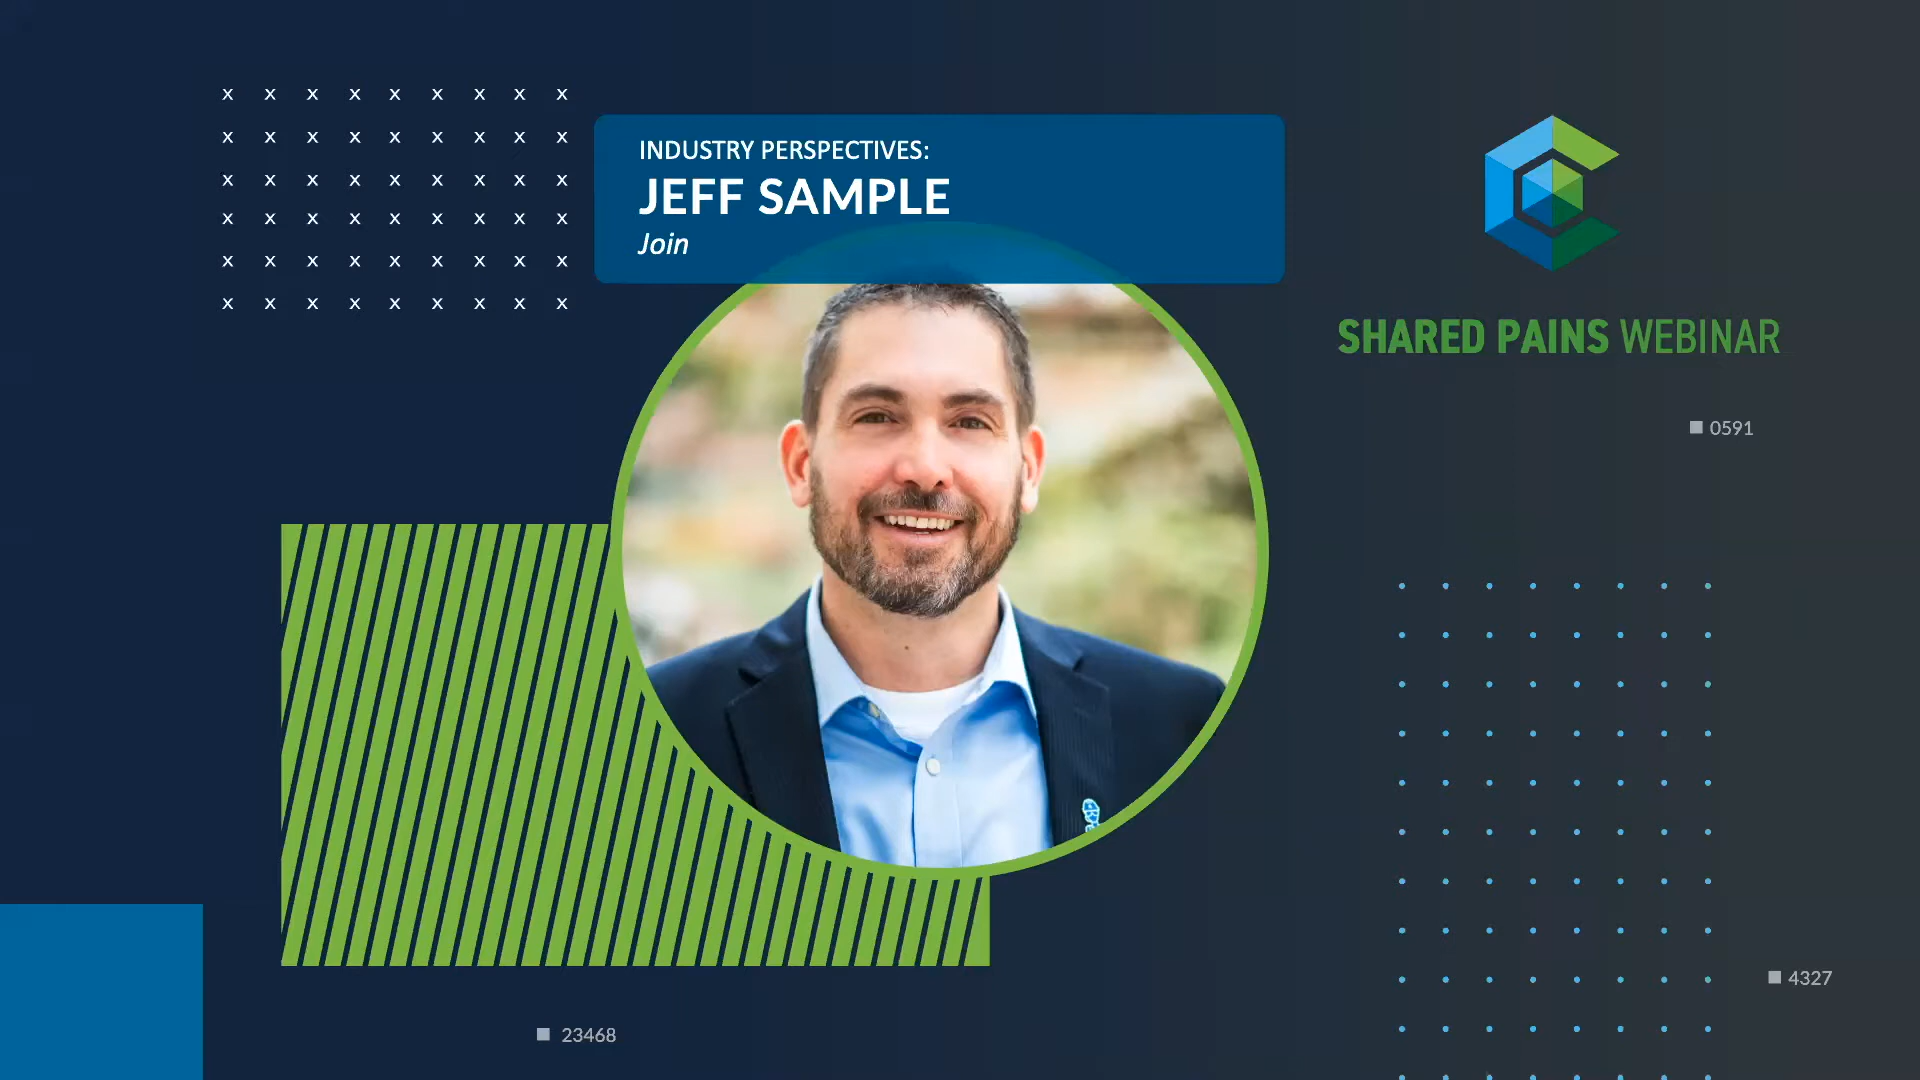 x x x x x x x x x
x x x x x x x x x
x x x x x x x x x
x x x x x x x x x
x x x x x x x x x
x x x x x x x x x
INDUSTRY PERSPECTIVES:
JEFF SAMPLE
Join
SHARED PAINS WEBINAR
0591
4327
23468